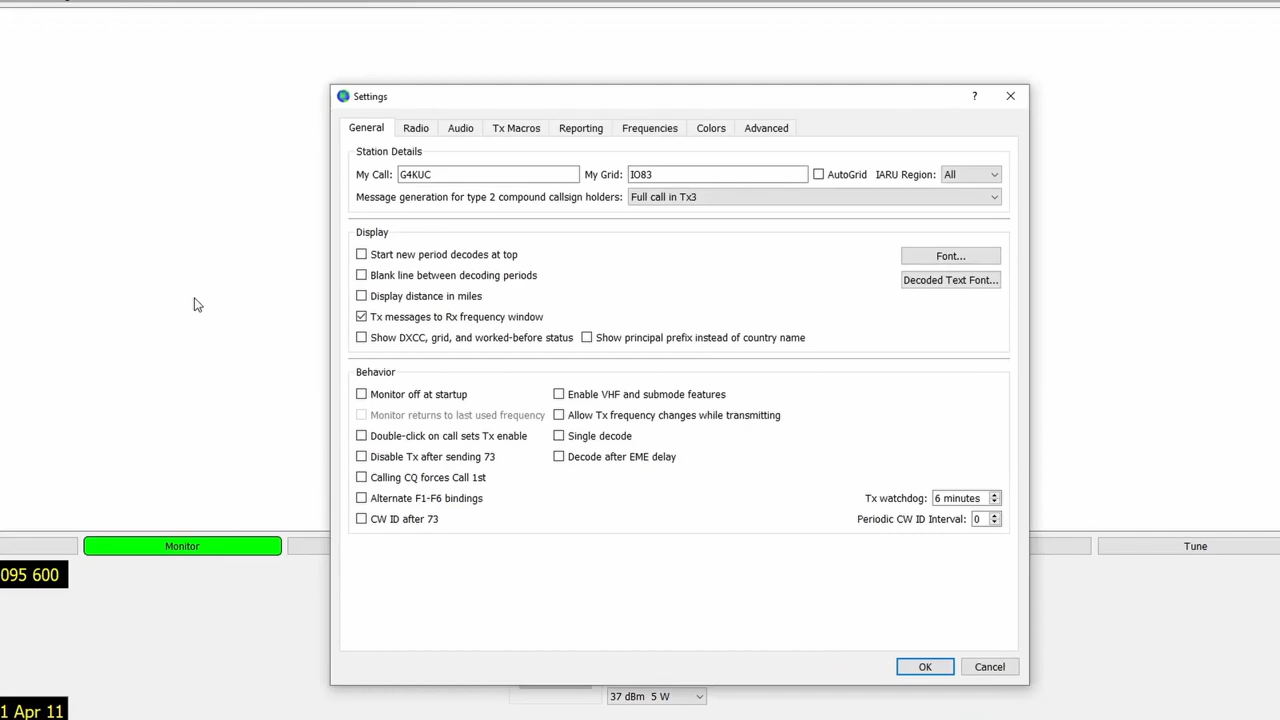 Settings
? 
General Radio Audio Tx Macros Reporting Frequencies Colors Advanced
Station Details
My Call: G4KUC My Grid: IO83 AutoGrid IARU Region: All
Message generation for type 2 compound callsign holders: Full call in Tx3
Display
Start new period decodes at top Font...
Blank line between decoding periods Decoded Text Font...
Display distance in miles
Tx messages to Rx frequency window
Show DXCC, grid, and worked-before status Show principal prefix instead of country name
Behavior
Monitor off at startup Enable VHF and submode features
Monitor returns to last used frequency Allow Tx frequency changes while transmitting
Double-click on call sets Tx enable Single decode
Disable Tx after sending 73 Decode after EME delay
Calling CQ forces Call 1st
Alternate F1-F6 bindings Tx watchdog: 6 minutes
CW ID after 73 Periodic CW ID Interval: 0
Monitor Tune
095 600
OK Cancel
37 dBm 5 W
1 Apr 11